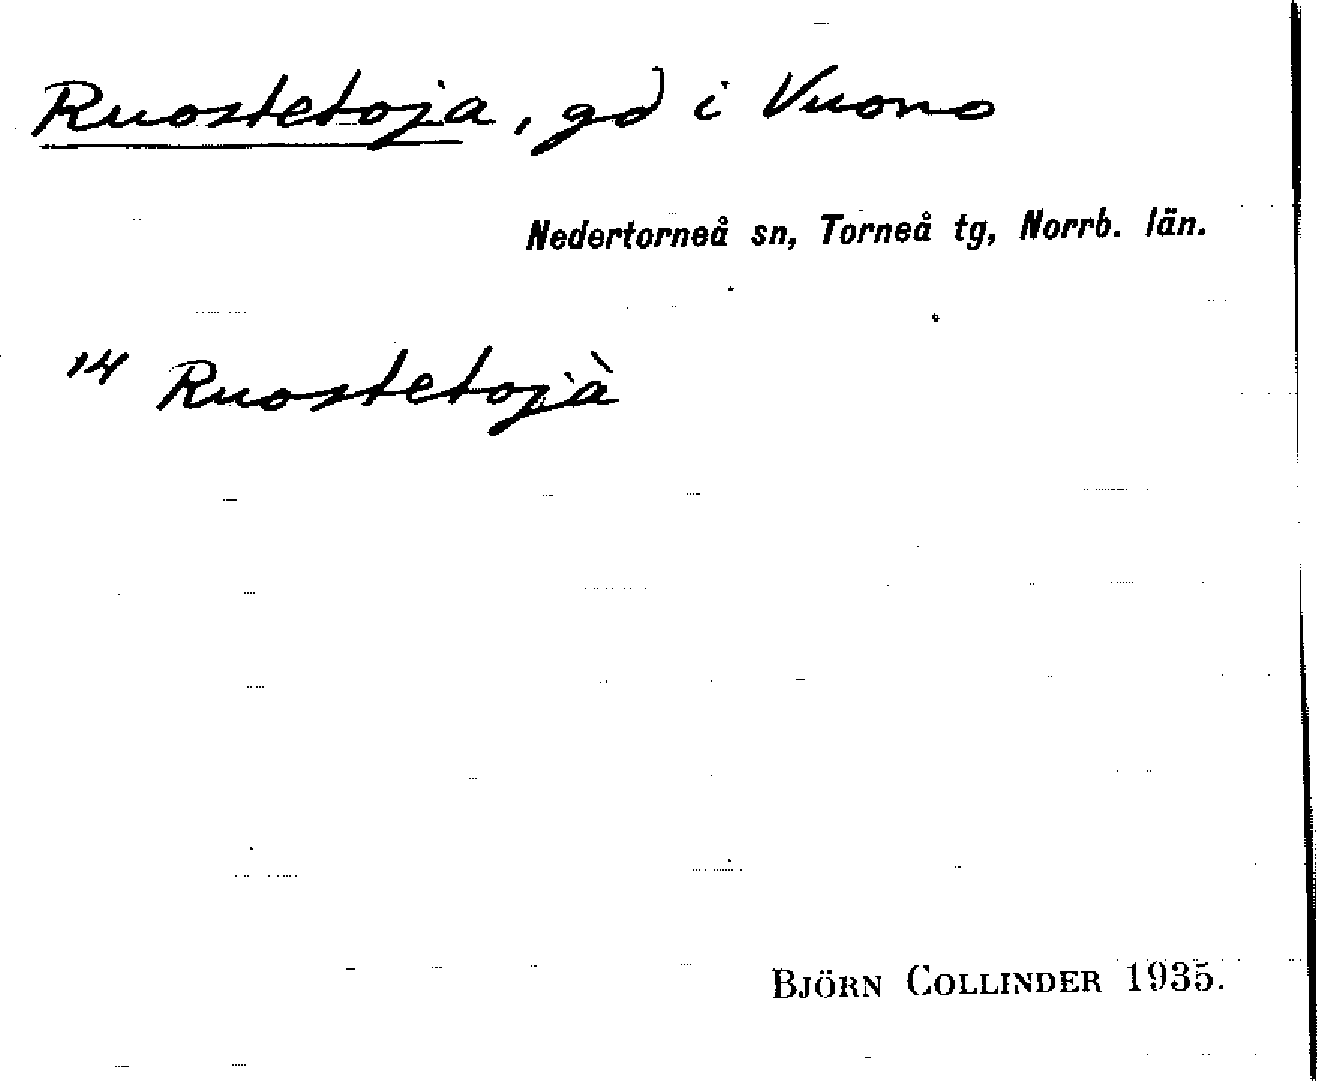 Ruostetoja, gd i Vuono
Nedertorneå sn, Torneå tg, Norrb. län.
14 Ruostetojà
BJÖRN COLLINDER 1935.